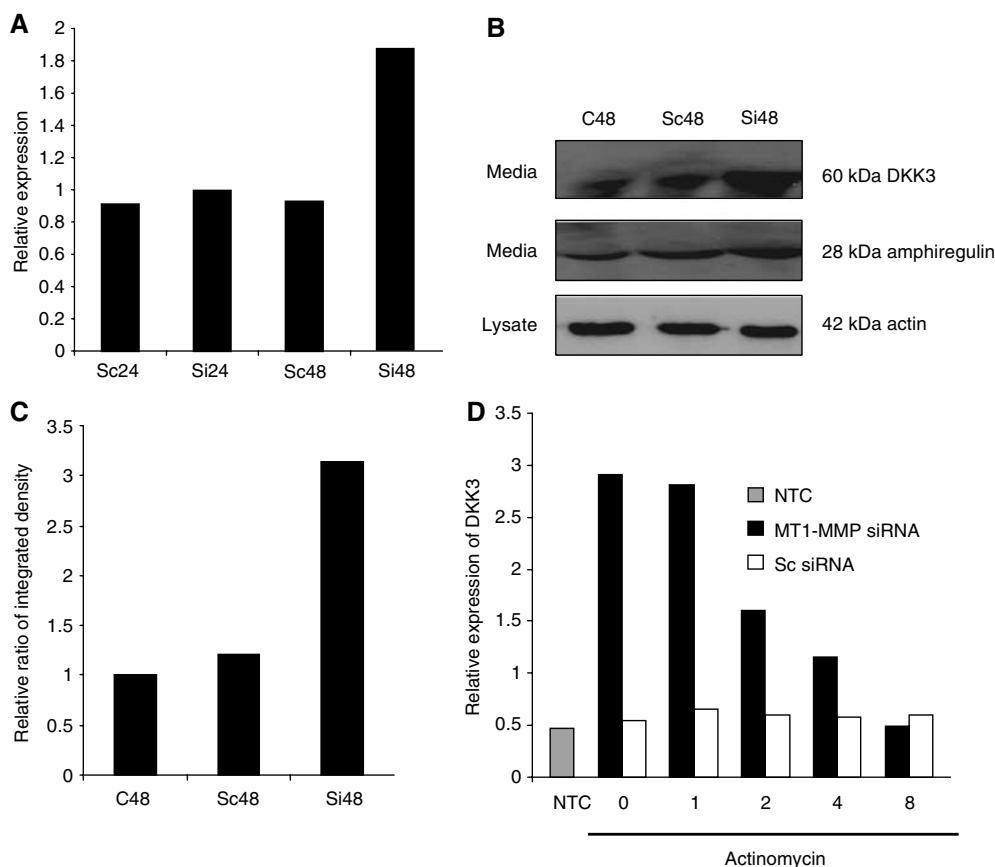 A
Relative expression
2
1.8
1.6
1.4
1.2
1
0.8
0.6
0.4
0.2
0
Sc24 Si24 Sc48 Si48
B
C48 Sc48 Si48
Media 60 kDa DKK3
Media 28 kDa amphiregulin
Lysate 42 kDa actin
C
Relative ratio of integrated density
3.5
3
2.5
2
1.5
1
0.5
0
C48 Sc48 Si48
D
Relative expression of DKK3
3.5
3
2.5
2
1.5
1
0.5
0
NTC
MT1-MMP siRNA
Sc siRNA
NTC 0 1 2 4 8
Actinomycin